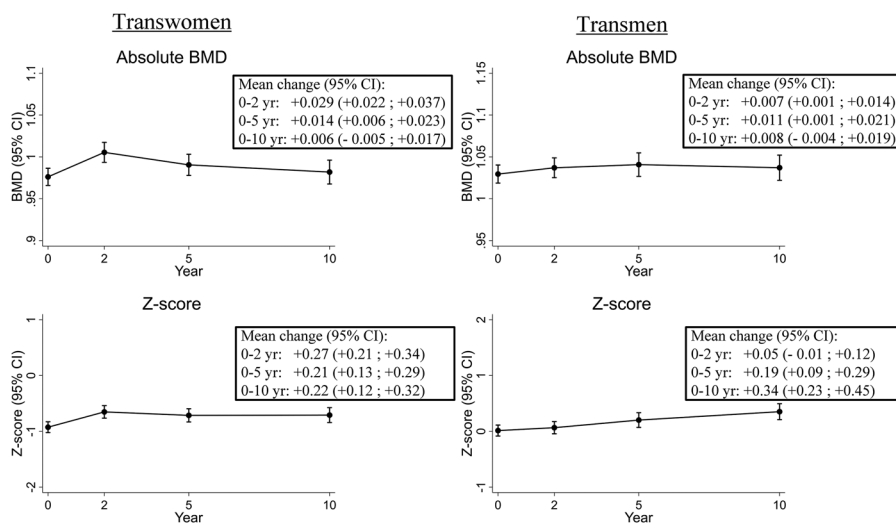 Transwomen
Absolute BMD
BMD (95% CI)
1.1
1.05
1
.95
.9
Mean change (95% CI):
0-2 yr: +0.029 (+0.022 ; +0.037)
0-5 yr: +0.014 (+0.006 ; +0.023)
0-10 yr: +0.006 (- 0.005 ; +0.017)
0 2 5 10
Year
Transmen
Absolute BMD
BMD (95% CI)
1.15
1.1
1.05
1
.95
Mean change (95% CI):
0-2 yr: +0.007 (+0.001 ; +0.014)
0-5 yr: +0.011 (+0.001 ; +0.021)
0-10 yr: +0.008 (- 0.004 ; +0.019)
0 2 5 10
Year
Z-score
Z-score (95% CI)
1
0
-1
-2
Mean change (95% CI):
0-2 yr: +0.27 (+0.21 ; +0.34)
0-5 yr: +0.21 (+0.13 ; +0.29)
0-10 yr: +0.22 (+0.12 ; +0.32)
0 2 5 10
Year
Z-score
Z-score (95% CI)
2
1
0
-1
Mean change (95% CI):
0-2 yr: +0.05 (- 0.01 ; +0.12)
0-5 yr: +0.19 (+0.09 ; +0.29)
0-10 yr: +0.34 (+0.23 ; +0.45)
0 2 5 10
Year